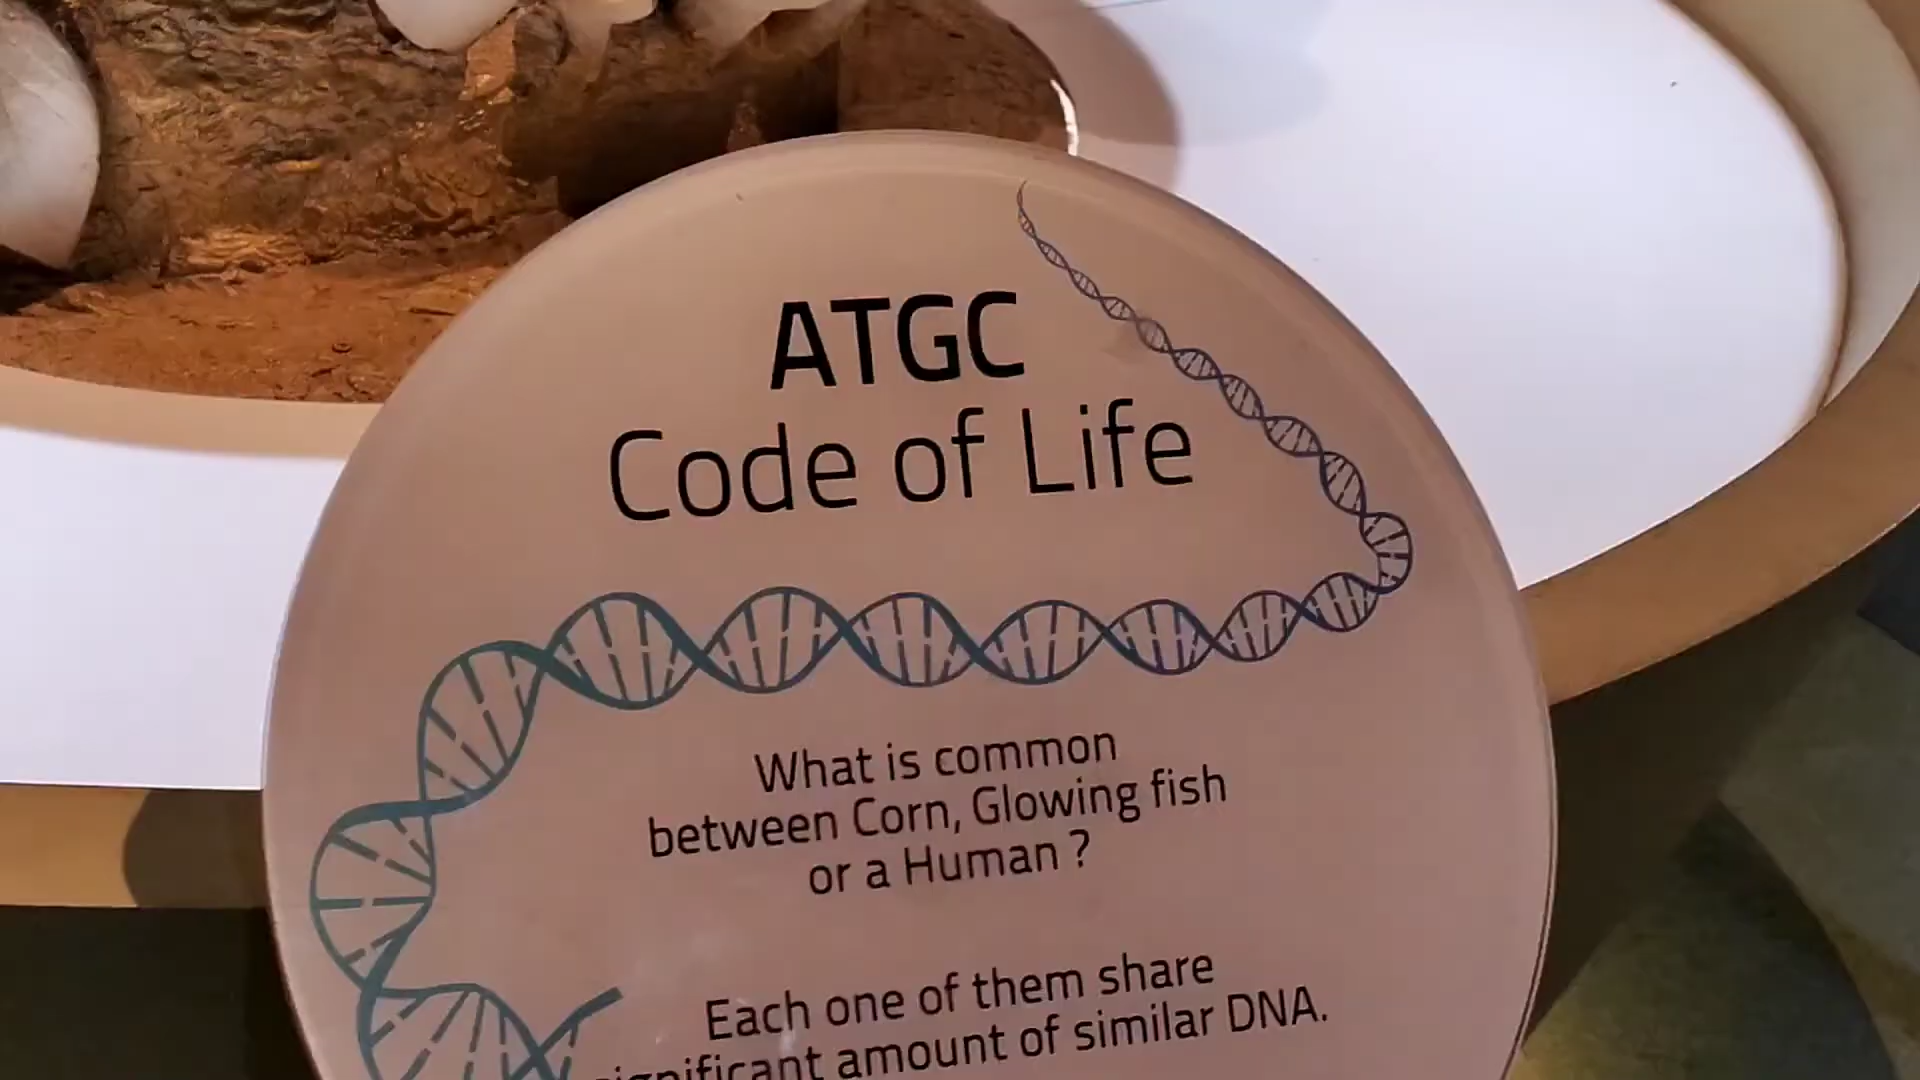 ATGC
Code of Life
What is common
between Corn, Glowing fish
or a Human ?
Each one of them share
significant amount of similar DNA.